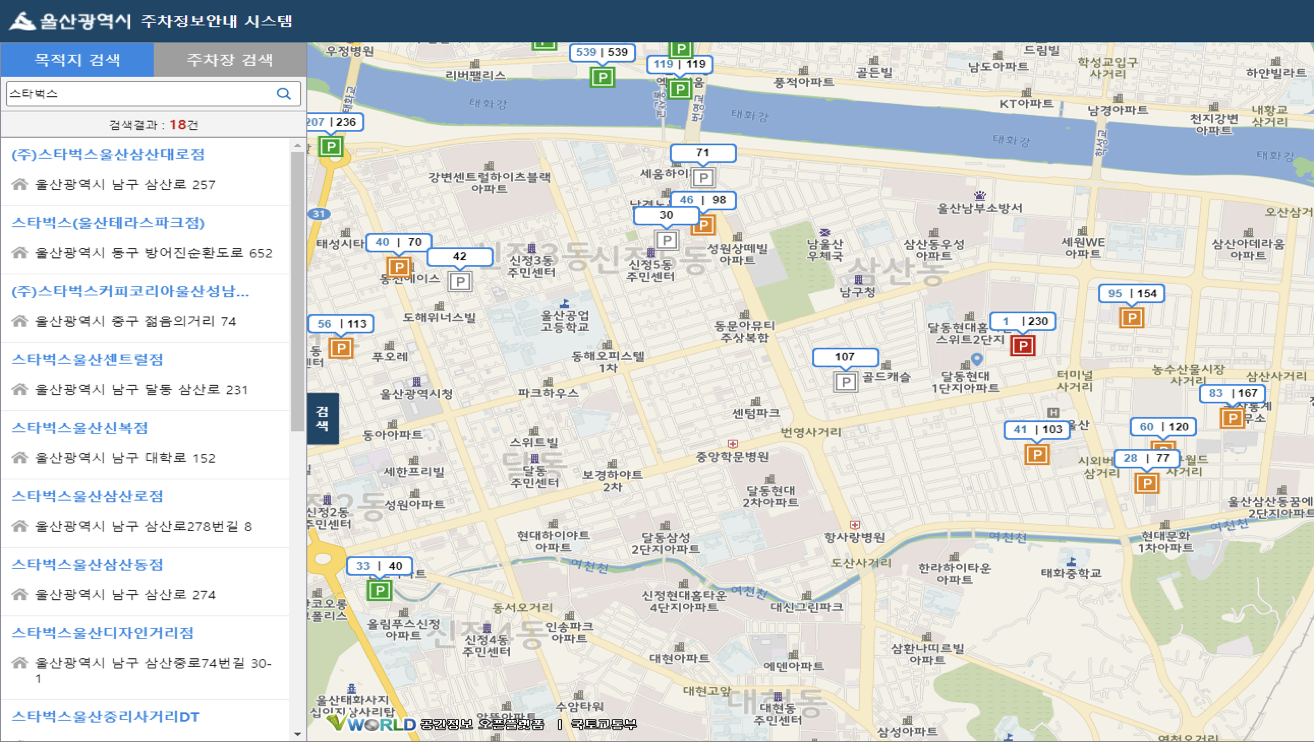 울산광역시 주차정보안내 시스템
목적지 검색
주차장 검색
스타벅스
검색결과 : 18건
(주)스타벅스울산삼산대로점
울산광역시 남구 삼산로 257
스타벅스(울산테라스파크점)
울산광역시 동구 방어진순환도로 652
(주)스타벅스커피코리아울산성남...
울산광역시 중구 젊음의거리 74
스타벅스울산센트럴점
울산광역시 남구 달동 삼산로 231
스타벅스울산신복점
울산광역시 남구 대학로 152
스타벅스울산삼산로점
울산광역시 남구 삼산로278번길 8
스타벅스울산삼산동점
울산광역시 남구 삼산로 274
스타벅스울산디자인거리점
울산광역시 남구 삼산중로74번길 30-
1
스타벅스울산중리사거리DT
검색
우정병원
539 | 539
P
119 | 119
P
P
리버팰리스
풍적아파트
골든빌
드림빌
남도아파트
학성교입구
사거리
하얀빌라트
KT아파트
남경아파트
천지강변
아파트
내황교
삼거리
태화강
태화강
태화강
태화강
태화교
번영교
학성교
207 | 236
P
31
강변센트럴하이츠블랙
아파트
71
P
세움하이
46 | 98
P
30
P
성원상떼빌
아파트
울산남부소방서
오산삼거
태성시타
40 | 70
P
42
P
신정3동
신정3동
주민센터
신정5동
신정5동
주민센터
남울산
우체국
삼산동우성
아파트
세원WE
아파트
삼산아데라움
아파트
삼산동
남구청
56 | 113
P
도해위너스빌
울산공업
고등학교
동문아뮤티
주상복합
달동현대홈
스위트2단지
1 | 230
P
95 | 154
P
푸오레
동해오피스텔
1차
107
P
골드캐슬
달동현대
1단지아파트
터미널
사거리
농수산물시장
사거리
삼산사거리
울산광역시청
파크하우스
센텀파크
번영사거리
83 | 167
P
60 | 120
41 | 103
P
28 | 77
P
동아아파트
스위트빌
달동
달동
주민센터
중앙학문병원
세한프리빌
보경하이츠
2차
달동현대
2차아파트
성원아파트
신정2동
주민센터
울산삼산동꿈에
2단지아파트
현대하이야트
아파트
달동삼성
2단지아파트
항사랑병원
현대문화
1차아파트
여천천
여천천
여천천
여천천
도산사거리
한라하이타운
아파트
태화중학교
33 | 40
P
신정현대홈타운
4단지아파트
대신그린파크
동서오거리
올림푸스신정
아파트
신정4동
신정4동
주민센터
인송파크
아파트
대현아파트
에덴아파트
삼환나띠르빌
아파트
대현고앞
대현동
대현동
주민센터
수암타워
삼성아파트
울산태화사지
VWORLD 공간정보 오픈플랫폼 | 국토교통부